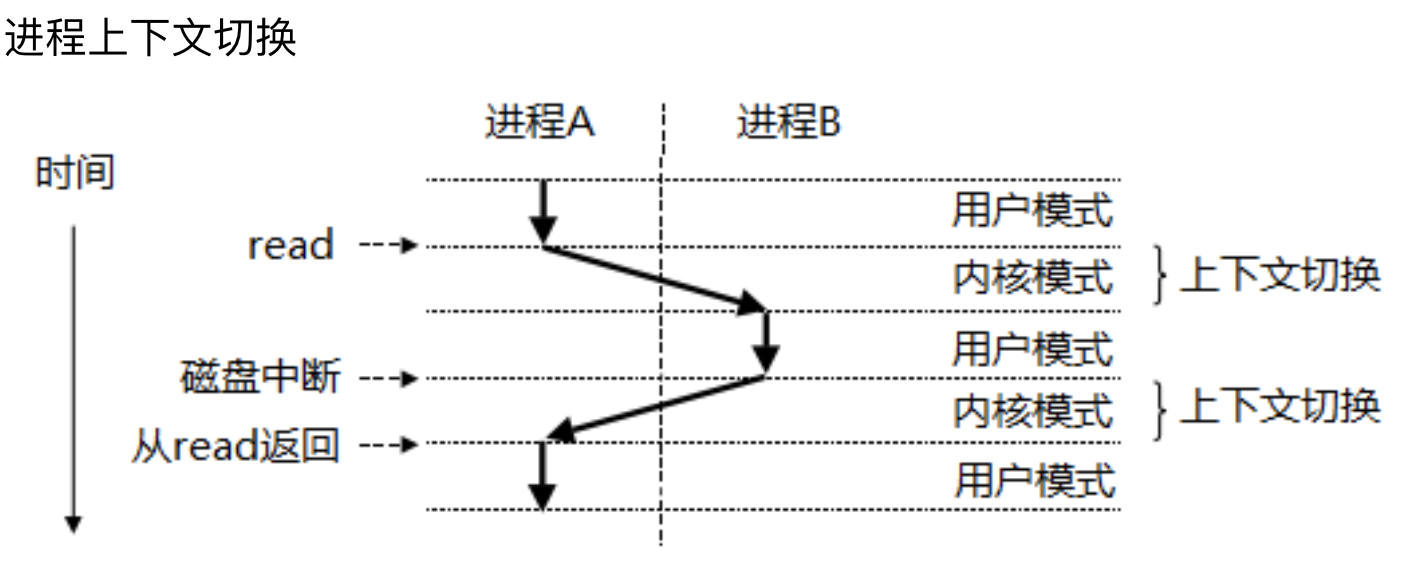 进程上下文切换
进程A
进程B
时间
用户模式
read
内核模式
上下文切换
用户模式
磁盘中断
内核模式
上下文切换
从read返回
用户模式